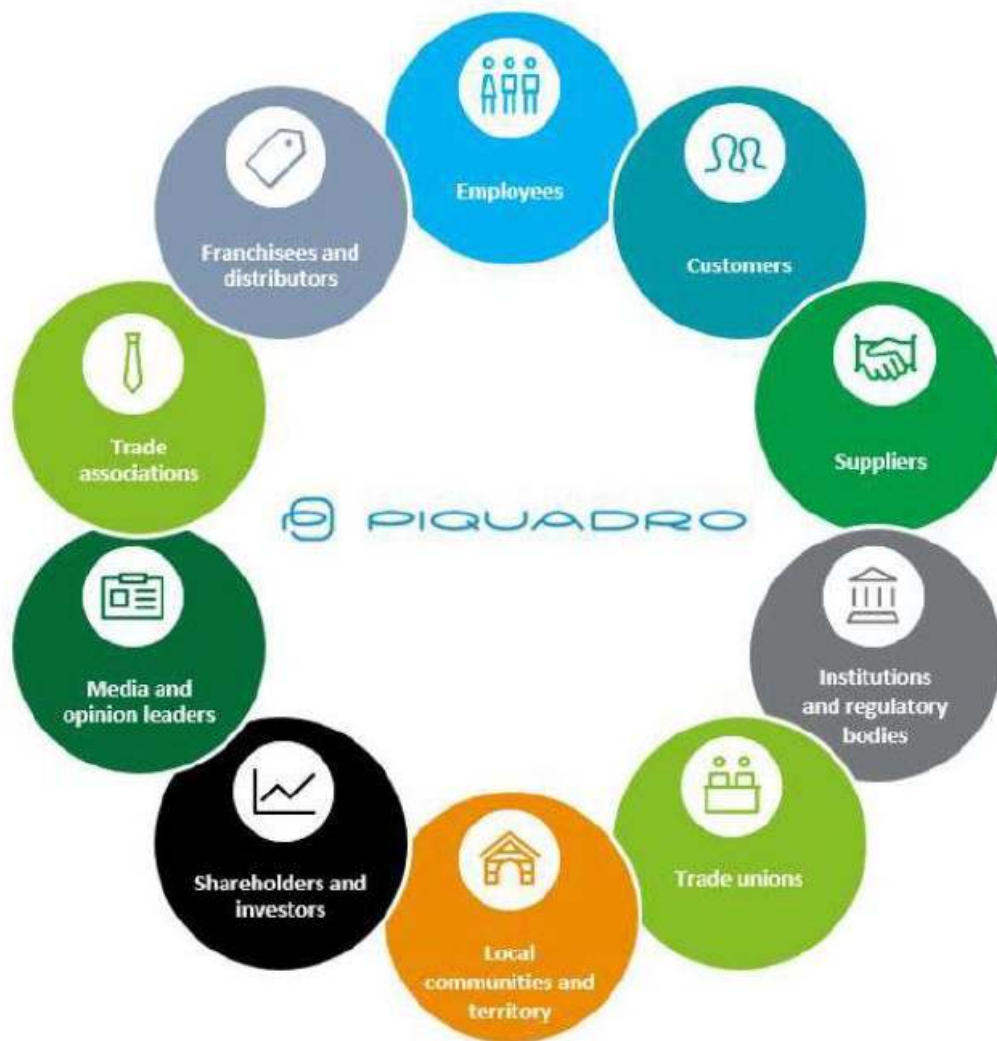 Employees
Customers
Suppliers
Institutions
and regulatory
bodies
Trade unions
Local
communities and
territory
Shareholders and
investors
Media and
opinion leaders
Trade
associations
Franchisees and
distributors
PIQUADRO